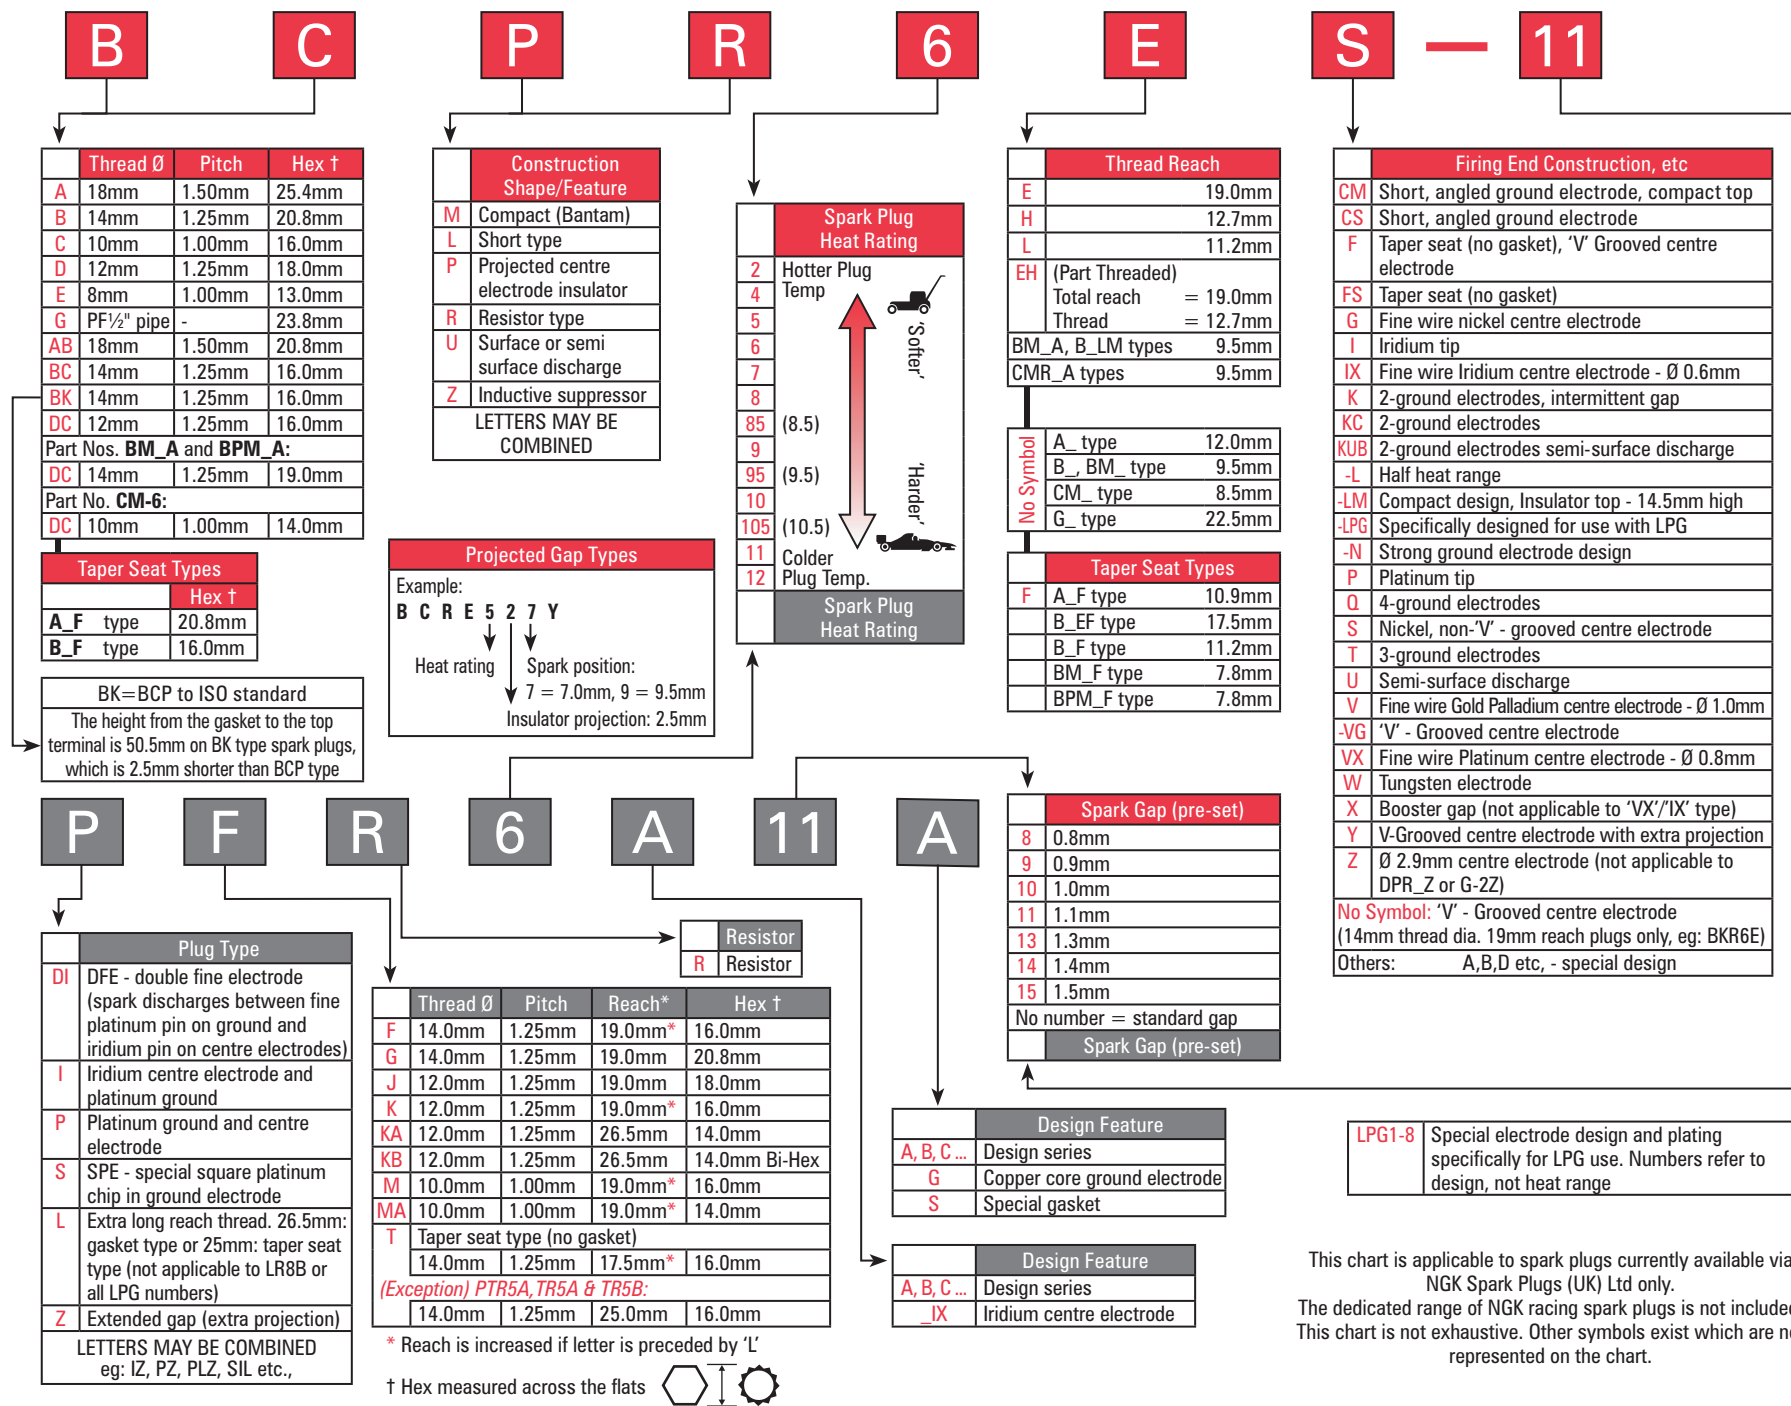 B C P R 6 E S — 11
Thread Ø Pitch Hex †
A 18mm 1.50mm 25.4mm
B 14mm 1.25mm 20.8mm
C 10mm 1.00mm 16.0mm
D 12mm 1.25mm 18.0mm
E 8mm 1.00mm 13.0mm
G PF½" pipe - 23.8mm
AB 18mm 1.50mm 20.8mm
BC 14mm 1.25mm 16.0mm
BK 14mm 1.25mm 16.0mm
DC 12mm 1.25mm 16.0mm
Part Nos. BM_A and BPM_A:
DC 14mm 1.25mm 19.0mm
Part No. CM-6:
DC 10mm 1.00mm 14.0mm
Taper Seat Types
Hex †
A_F type 20.8mm
B_F type 16.0mm
BK=BCP to ISO standard
The height from the gasket to the top
terminal is 50.5mm on BK type spark plugs,
which is 2.5mm shorter than BCP type
Construction
Shape/Feature
M Compact (Bantam)
L Short type
P Projected centre
electrode insulator
R Resistor type
U Surface or semi
surface discharge
Z Inductive suppressor
LETTERS MAY BE
COMBINED
Projected Gap Types
Example:
B C R E 5 2 7 Y
Heat rating Spark position:
7 = 7.0mm, 9 = 9.5mm
Insulator projection: 2.5mm
Spark Plug
Heat Rating
2 Hotter Plug
Temp
4
5
6
7
8
85 (8.5)
9
95 (9.5)
10
105 (10.5)
11 Colder
12 Plug Temp.
'Softer'
'Harder'
Spark Plug
Heat Rating
Thread Reach
E 19.0mm
H 12.7mm
L 11.2mm
EH (Part Threaded)
Total reach = 19.0mm
Thread = 12.7mm
BM_A, B_LM types 9.5mm
CMR_A types 9.5mm
No Symbol
A_ type 12.0mm
B_, BM_ type 9.5mm
CM_ type 8.5mm
G_ type 22.5mm
Taper Seat Types
F A_F type 10.9mm
B_EF type 17.5mm
B_F type 11.2mm
BM_F type 7.8mm
BPM_F type 7.8mm
Firing End Construction, etc
CM Short, angled ground electrode, compact top
CS Short, angled ground electrode
F Taper seat (no gasket), 'V' Grooved centre
electrode
FS Taper seat (no gasket)
G Fine wire nickel centre electrode
I Iridium tip
IX Fine wire Iridium centre electrode - Ø 0.6mm
K 2-ground electrodes, intermittent gap
KC 2-ground electrodes
KUB 2-ground electrodes semi-surface discharge
-L Half heat range
-LM Compact design, Insulator top - 14.5mm high
-LPG Specifically designed for use with LPG
-N Strong ground electrode design
P Platinum tip
Q 4-ground electrodes
S Nickel, non-'V' - grooved centre electrode
T 3-ground electrodes
U Semi-surface discharge
V Fine wire Gold Palladium centre electrode - Ø 1.0mm
-VG 'V' - Grooved centre electrode
VX Fine wire Platinum centre electrode - Ø 0.8mm
W Tungsten electrode
X Booster gap (not applicable to 'VX'/'IX' type)
Y V-Grooved centre electrode with extra projection
Z Ø 2.9mm centre electrode (not applicable to
DPR_Z or G-2Z)
No Symbol: 'V' - Grooved centre electrode
(14mm thread dia. 19mm reach plugs only, eg: BKR6E)
Others: A,B,D etc, - special design
P F R 6 A 11 A
Plug Type
DI DFE - double fine electrode
(spark discharges between fine
platinum pin on ground and
iridium pin on centre electrodes)
I Iridium centre electrode and
platinum ground
P Platinum ground and centre
electrode
S SPE - special square platinum
chip in ground electrode
L Extra long reach thread. 26.5mm:
gasket type or 25mm: taper seat
type (not applicable to LR8B or
all LPG numbers)
Z Extended gap (extra projection)
LETTERS MAY BE COMBINED
eg: IZ, PZ, PLZ, SIL etc.,
Resistor
R Resistor
Thread Ø Pitch Reach* Hex †
F 14.0mm 1.25mm 19.0mm* 16.0mm
G 14.0mm 1.25mm 19.0mm 20.8mm
J 12.0mm 1.25mm 19.0mm 18.0mm
K 12.0mm 1.25mm 19.0mm* 16.0mm
KA 12.0mm 1.25mm 26.5mm 14.0mm
KB 12.0mm 1.25mm 26.5mm 14.0mm Bi-Hex
M 10.0mm 1.00mm 19.0mm* 16.0mm
MA 10.0mm 1.00mm 19.0mm* 14.0mm
T Taper seat type (no gasket)
14.0mm 1.25mm 17.5mm* 16.0mm
(Exception) PTR5A,TR5A & TR5B:
14.0mm 1.25mm 25.0mm 16.0mm
* Reach is increased if letter is preceded by 'L'
† Hex measured across the flats
Spark Gap (pre-set)
8 0.8mm
9 0.9mm
10 1.0mm
11 1.1mm
13 1.3mm
14 1.4mm
15 1.5mm
No number = standard gap
Spark Gap (pre-set)
Design Feature
A, B, C ... Design series
G Copper core ground electrode
S Special gasket
Design Feature
A, B, C ... Design series
_IX Iridium centre electrode
LPG1-8 Special electrode design and plating
specifically for LPG use. Numbers refer to
design, not heat range
This chart is applicable to spark plugs currently available via
NGK Spark Plugs (UK) Ltd only.
The dedicated range of NGK racing spark plugs is not include
This chart is not exhaustive. Other symbols exist which are n
represented on the chart.